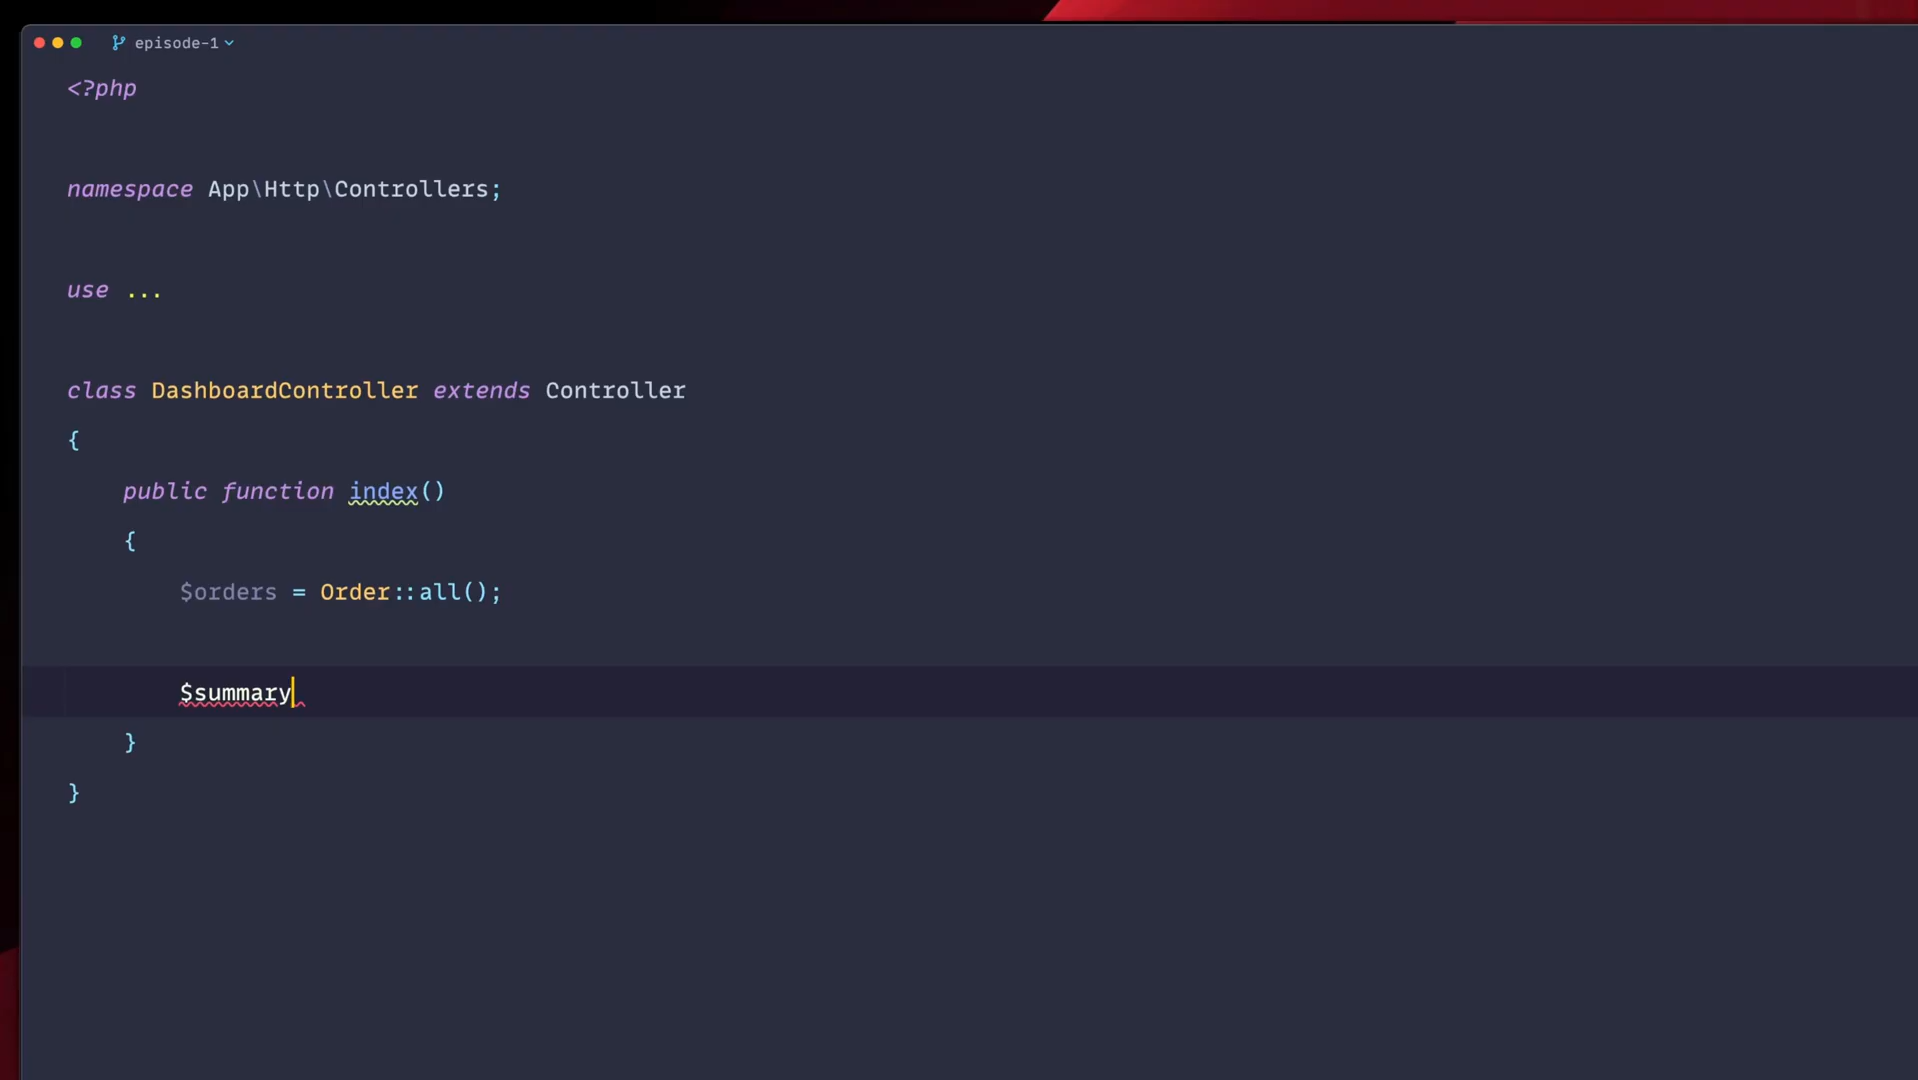 episode-1
<?php
namespace App\Http\Controllers;
use ...
class DashboardController extends Controller
{
    public function index()
    {
        $orders = Order::all();
        $summary
    }
}